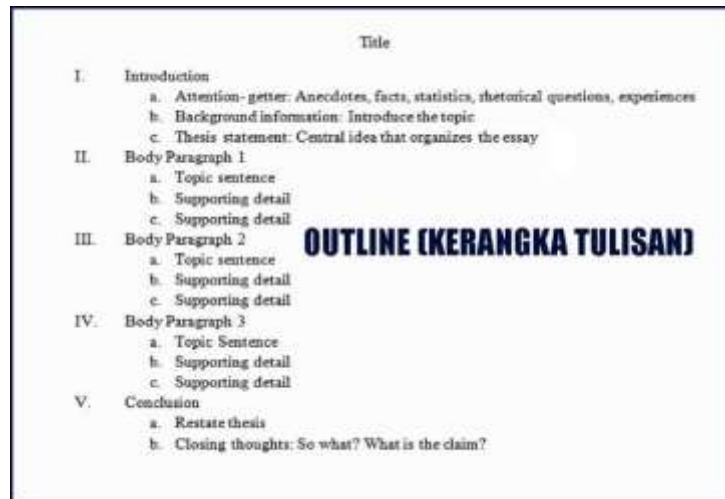 Title
I. Introduction
a. Attention- getter: Anecdotes, facts, statistics, rhetorical questions, experiences
b. Background information: Introduce the topic
c. Thesis statement: Central idea that organizes the essay
II. Body Paragraph 1
a. Topic sentence
b. Supporting detail
c. Supporting detail
III. Body Paragraph 2
a. Topic sentence
b. Supporting detail
c. Supporting detail
OUTLINE (KERANGKA TULISAN)
IV. Body Paragraph 3
a. Topic Sentence
b. Supporting detail
c. Supporting detail
V. Conclusion
a. Restate thesis
b. Closing thoughts: So what? What is the claim?